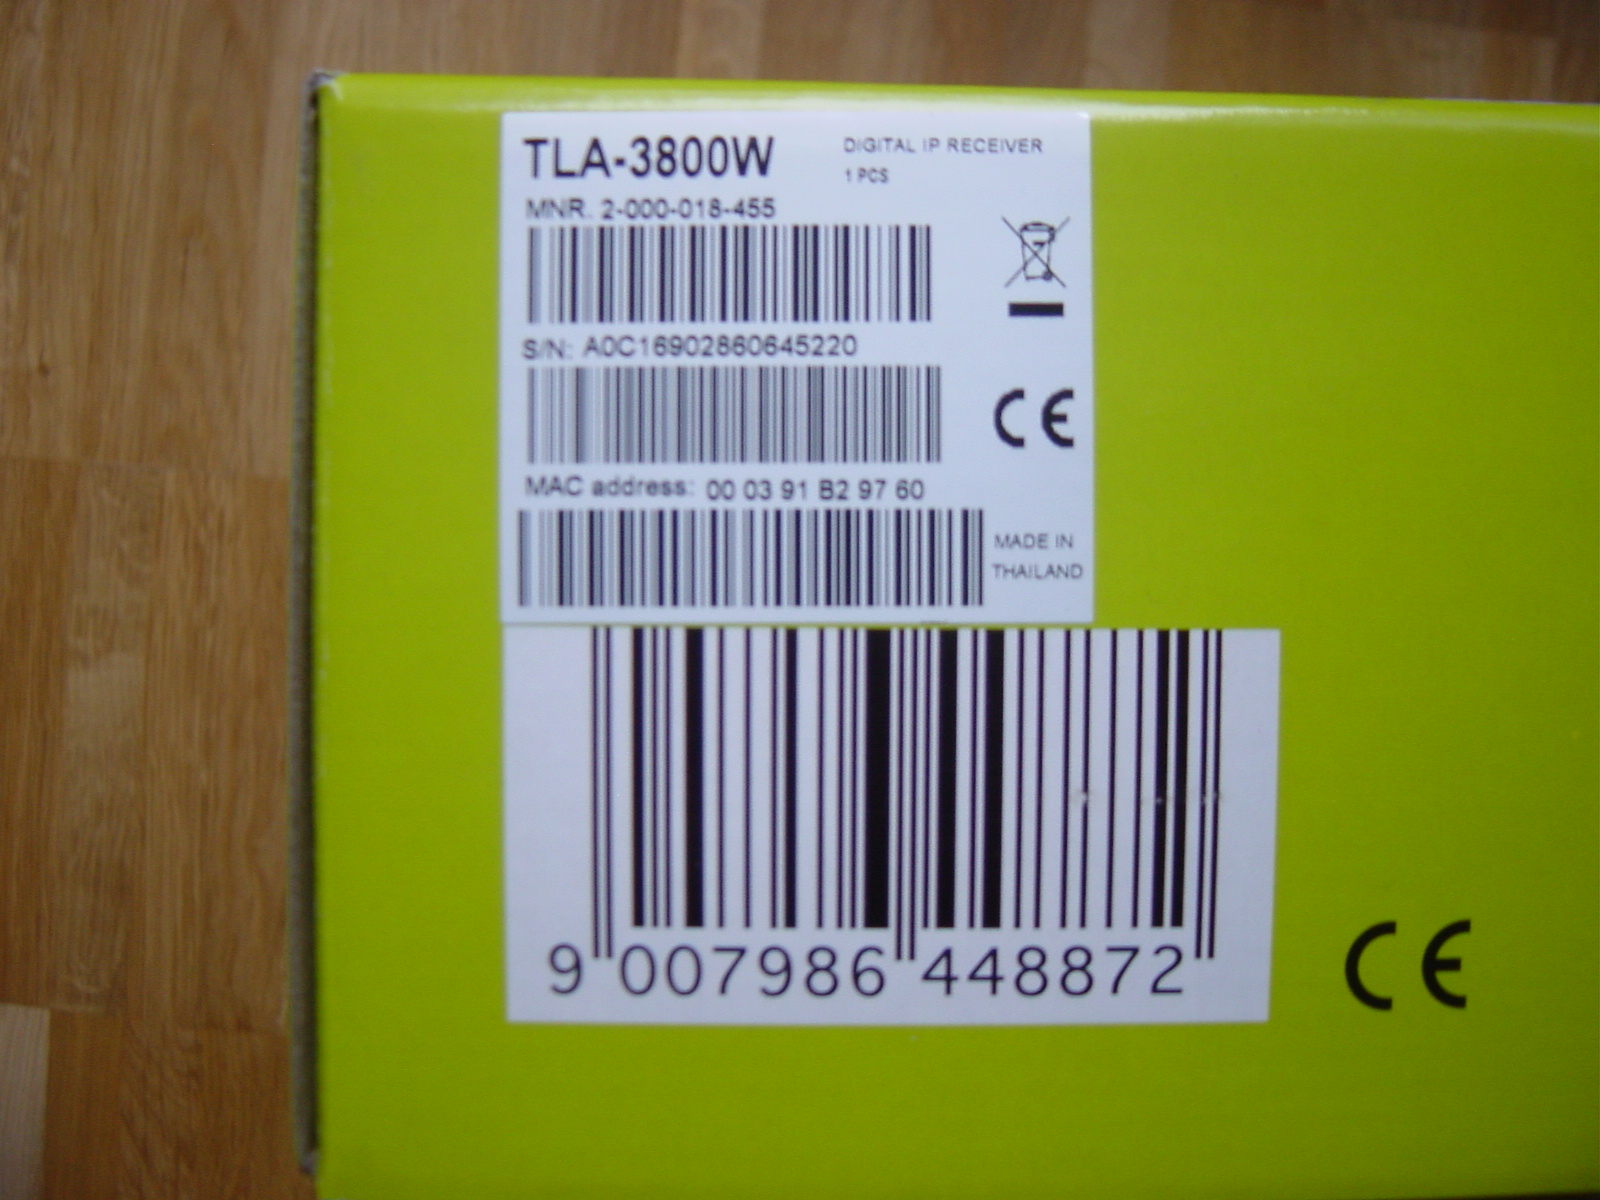 TLA-3800W
DIGITAL IP RECEIVER
1 PCS
MNR. 2-000-018-455
S/N: A0C16902860645220
CE
MAC address: 00 03 91 B2 97 60
MADE IN
THAILAND
9 007986 448872
CE